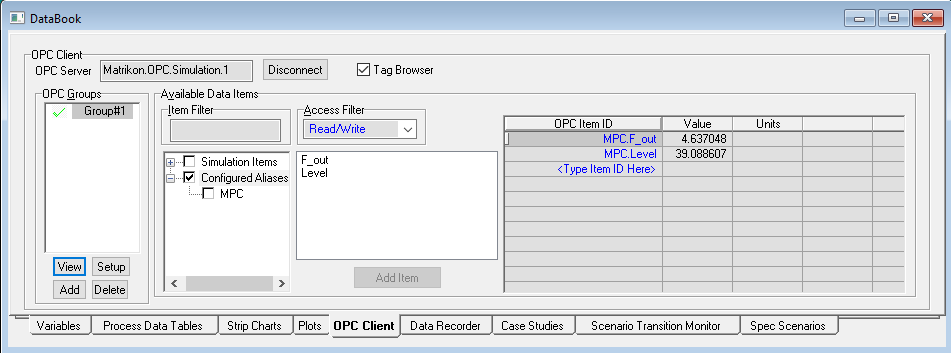 DataBook
OPC Client
OPC Server Matrikon.OPC.Simulation.1 Disconnect Tag Browser
OPC Groups
Group#1
View Setup
Add Delete
Available Data Items
Item Filter
Access Filter
Read/Write
Simulation Items
Configured Aliases
MPC
F_out
Level
Add Item
OPC Item ID Value Units
MPC.F_out 4.637048
MPC.Level 39.088607
<Type Item ID Here>
Variables Process Data Tables Strip Charts Plots OPC Client Data Recorder Case Studies Scenario Transition Monitor Spec Scenarios